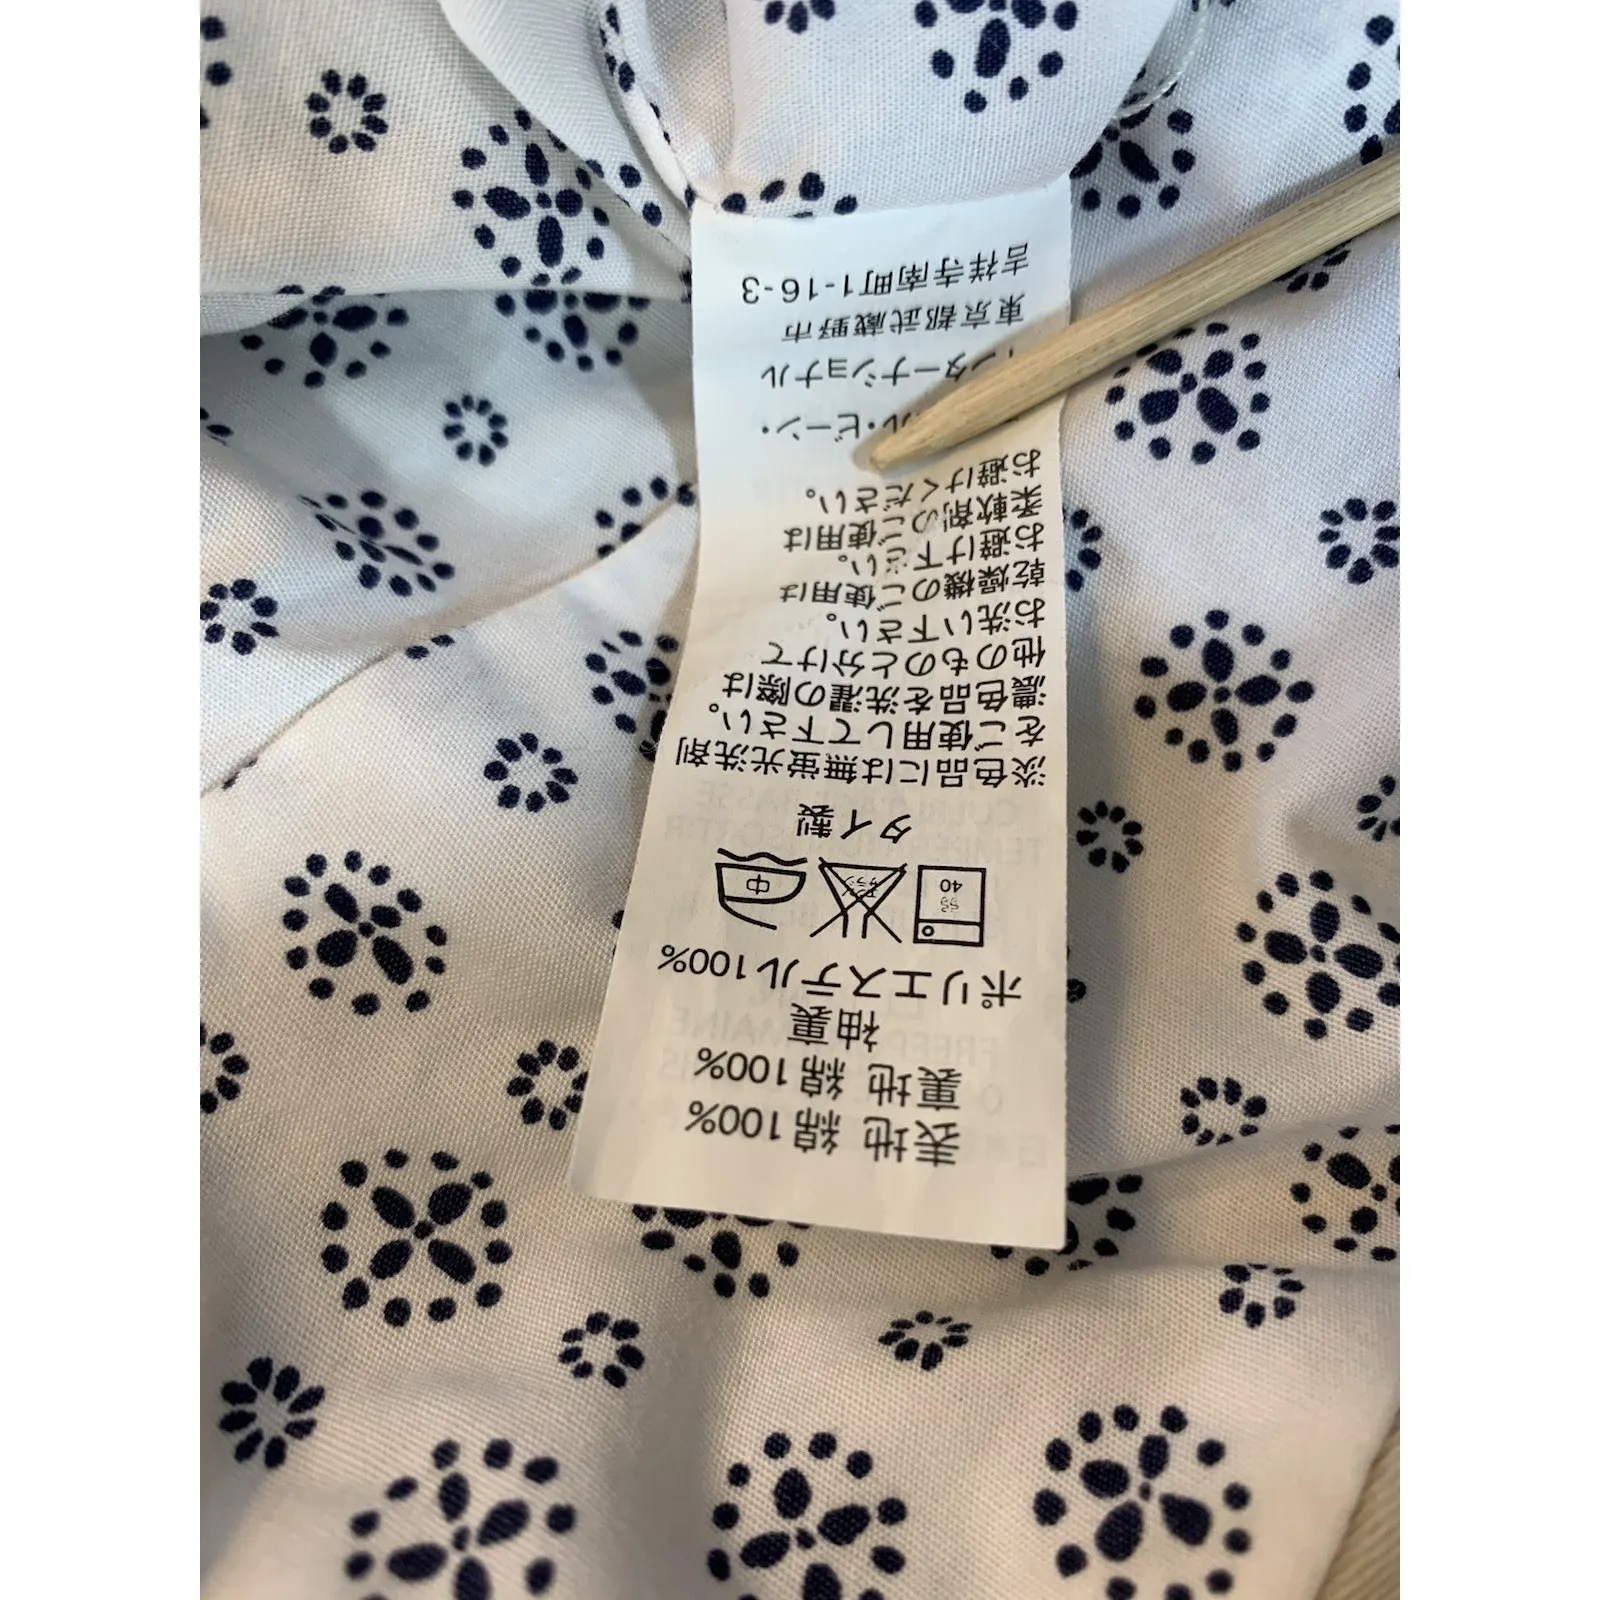 表地 綿100%
裏地 綿100%
袖裏
ポリエステル100%
40
弱
中
タイ製
淡色品には無蛍光洗剤
をご使用して下さい。
濃色品を洗濯の際は
他のものと分けて
お洗い下さい。
乾燥機のご使用は
お避け下さい。
柔軟剤のご使用は
お避けください。
ル・ビーン・
ターナショナル
東京都武蔵野市
吉祥寺南町1-16-3